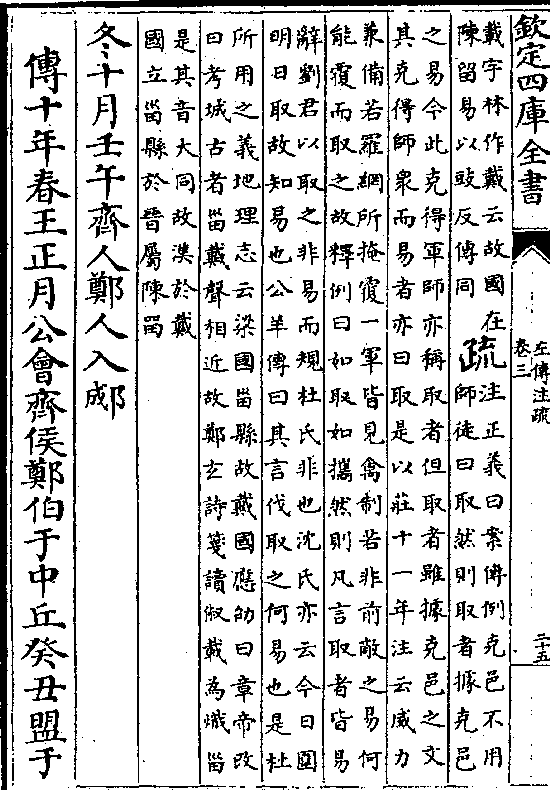 欽定四庫全書
左傳注疏
卷三
二十五
戴字林作戴云故國在
陳留易以豉反傳同
疏
注正義曰案傳例克邑不用
師徒曰取然則取者據克邑
之易今此克得軍師亦稱取者但取者雖據克邑之文
其克得師衆而易者亦曰取是以莊十一年注云威力
兼備若羅網所掩覆一軍皆見禽制若非前敵之易何
能覆而取之故釋例曰如取如攜然則凡言取者皆易
辭劉君以取之非易而規杜氏非也沈氏亦云今日圍
明日取故知易也公羊傳曰其言伐取之何易也是杜
所用之義地理志云梁國甾縣故戴國應劭曰章帝改
曰考城古者甾戴聲相近故鄭玄詩箋讀俶載為熾甾
是其音大同故漢於戴
國立甾縣於晉屬陳留
冬十月壬午齊人鄭人入郕
傳十年春王正月公會齊侯鄭伯于中丘癸丑盟于